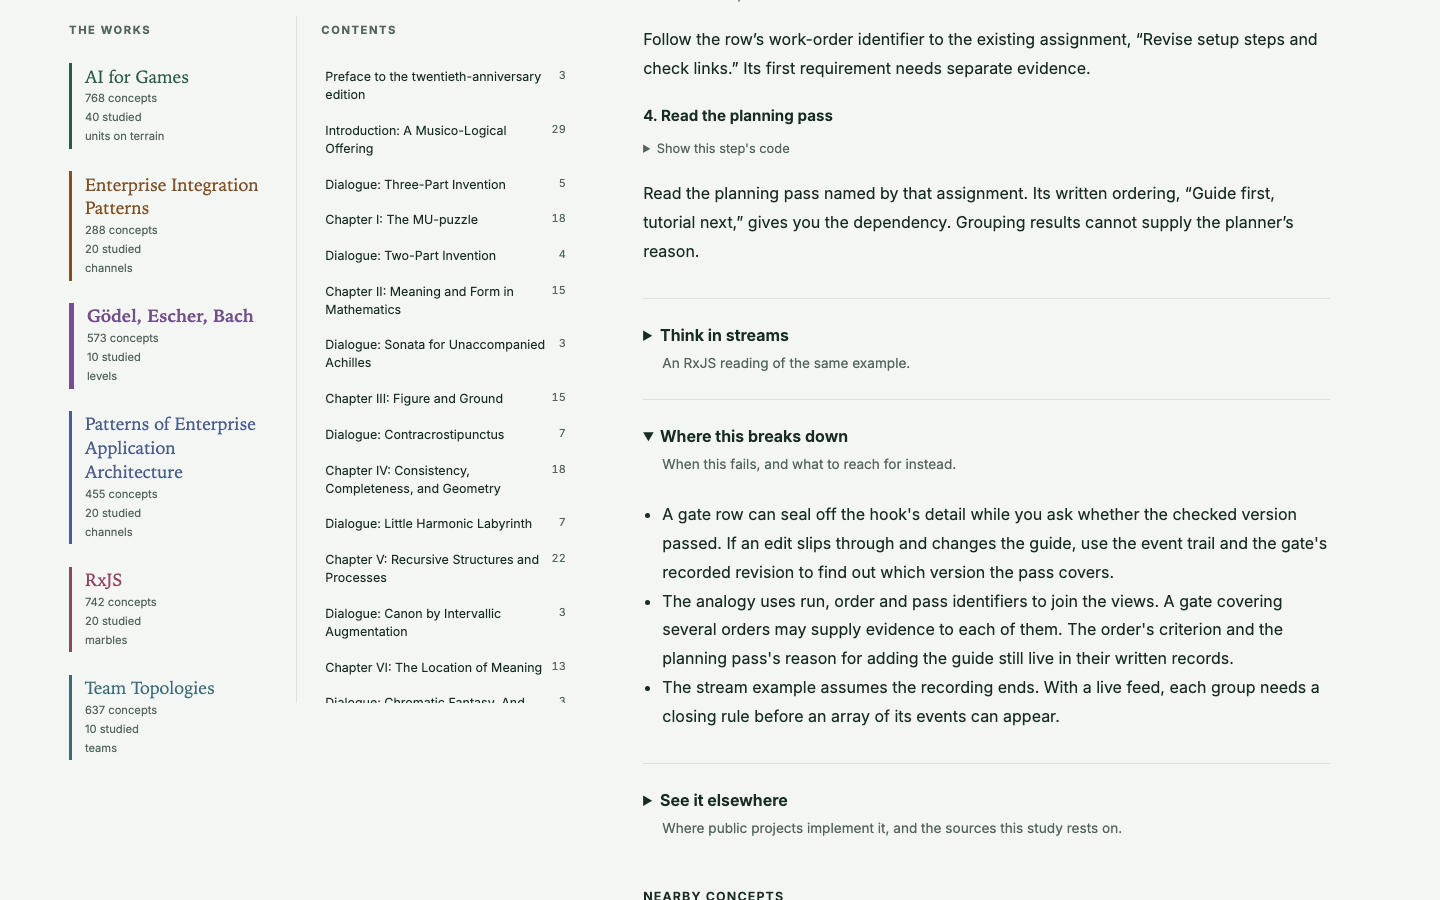 THE WORKS
AI for Games
768 concepts
40 studied
units on terrain
Enterprise Integration
Patterns
288 concepts
20 studied
channels
Gödel, Escher, Bach
573 concepts
10 studied
levels
Patterns of Enterprise
Application
Architecture
455 concepts
20 studied
channels
RxJS
742 concepts
20 studied
marbles
Team Topologies
637 concepts
10 studied
teams
CONTENTS
Preface to the twentieth-anniversary 3
edition
Introduction: A Musico-Logical 29
Offering
Dialogue: Three-Part Invention 5
Chapter I: The MU-puzzle 18
Dialogue: Two-Part Invention 4
Chapter II: Meaning and Form in 15
Mathematics
Dialogue: Sonata for Unaccompanied 3
Achilles
Chapter III: Figure and Ground 15
Dialogue: Contracrostipunctus 7
Chapter IV: Consistency, 18
Completeness, and Geometry
Dialogue: Little Harmonic Labyrinth 7
Chapter V: Recursive Structures and 22
Processes
Dialogue: Canon by Intervallic 3
Augmentation
Chapter VI: The Location of Meaning 13
Dialogue: Chromatic Fantasy, And 3
Follow the row’s work-order identifier to the existing assignment, “Revise setup steps and
check links.” Its first requirement needs separate evidence.
4. Read the planning pass
Show this step's code
Read the planning pass named by that assignment. Its written ordering, “Guide first,
tutorial next,” gives you the dependency. Grouping results cannot supply the planner’s
reason.
Think in streams
An RxJS reading of the same example.
Where this breaks down
When this fails, and what to reach for instead.
• A gate row can seal off the hook's detail while you ask whether the checked version
passed. If an edit slips through and changes the guide, use the event trail and the gate's
recorded revision to find out which version the pass covers.
• The analogy uses run, order and pass identifiers to join the views. A gate covering
several orders may supply evidence to each of them. The order's criterion and the
planning pass's reason for adding the guide still live in their written records.
• The stream example assumes the recording ends. With a live feed, each group needs a
closing rule before an array of its events can appear.
See it elsewhere
Where public projects implement it, and the sources this study rests on.
NEARBY CONCEPTS